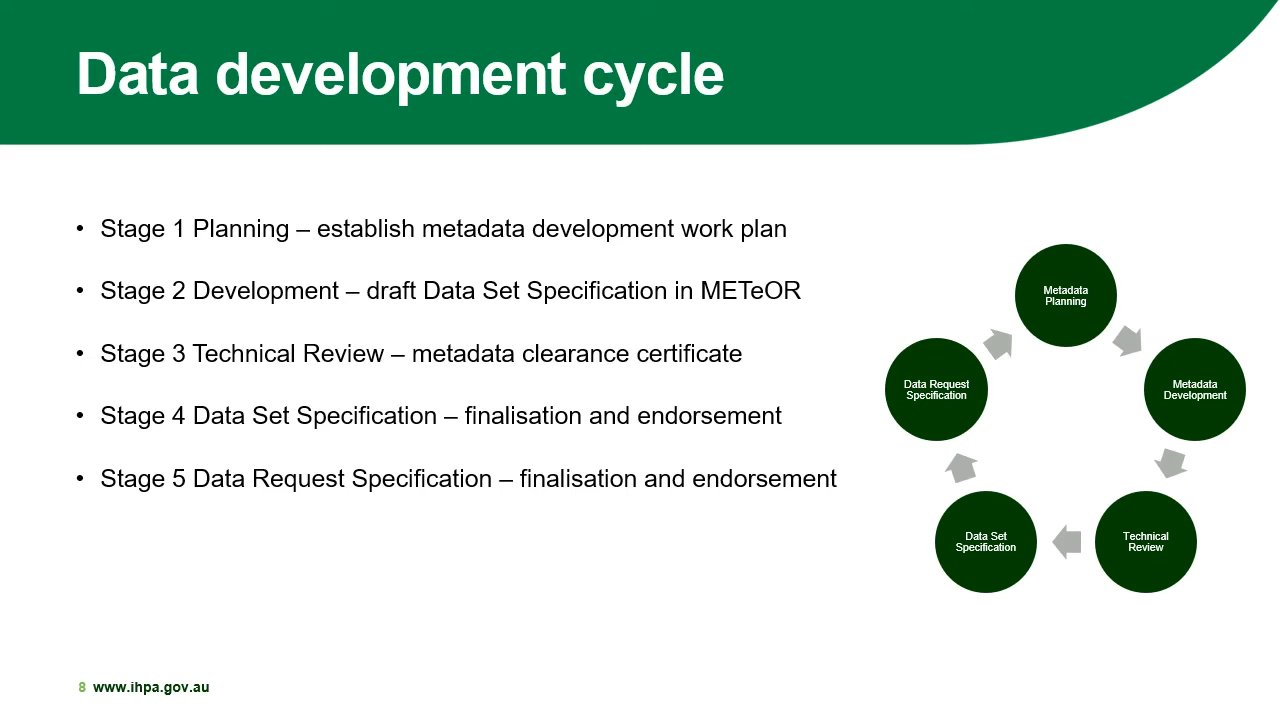 Data development cycle
• Stage 1 Planning – establish metadata development work plan
• Stage 2 Development – draft Data Set Specification in METeOR
• Stage 3 Technical Review – metadata clearance certificate
• Stage 4 Data Set Specification – finalisation and endorsement
• Stage 5 Data Request Specification – finalisation and endorsement
Metadata
Planning
Metadata
Development
Technical
Review
Data Set
Specification
Data Request
Specification
8 www.ihpa.gov.au